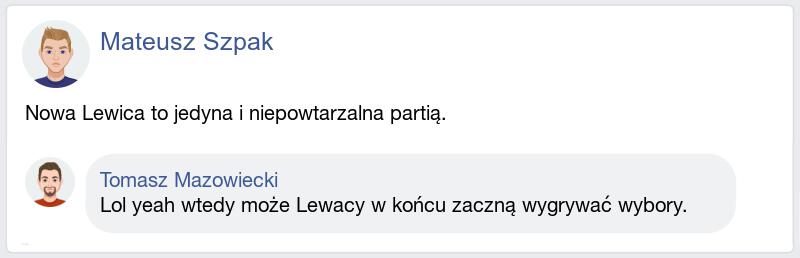 Mateusz Szpak
Nowa Lewica to jedyna i niepowtarzalna partią.
Tomasz Mazowiecki
Lol yeah wtedy może Lewacy w końcu zaczną wygrywać wybory.